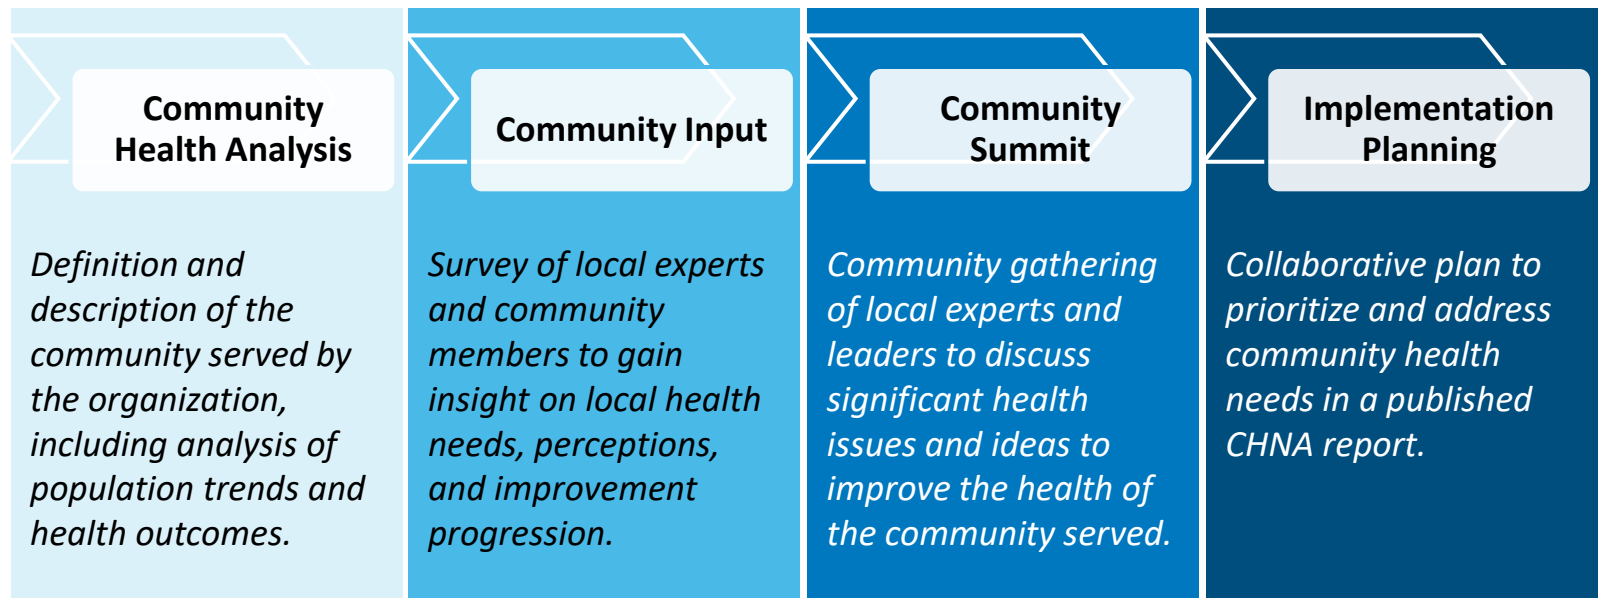 Community
Health Analysis
Definition and
description of the
community served by
the organization,
including analysis of
population trends and
health outcomes.
Community Input
Survey of local experts
and community
members to gain
insight on local health
needs, perceptions,
and improvement
progression.
Community
Summit
Community gathering
of local experts and
leaders to discuss
significant health
issues and ideas to
improve the health of
the community served.
Implementation
Planning
Collaborative plan to
prioritize and address
community health
needs in a published
CHNA report.